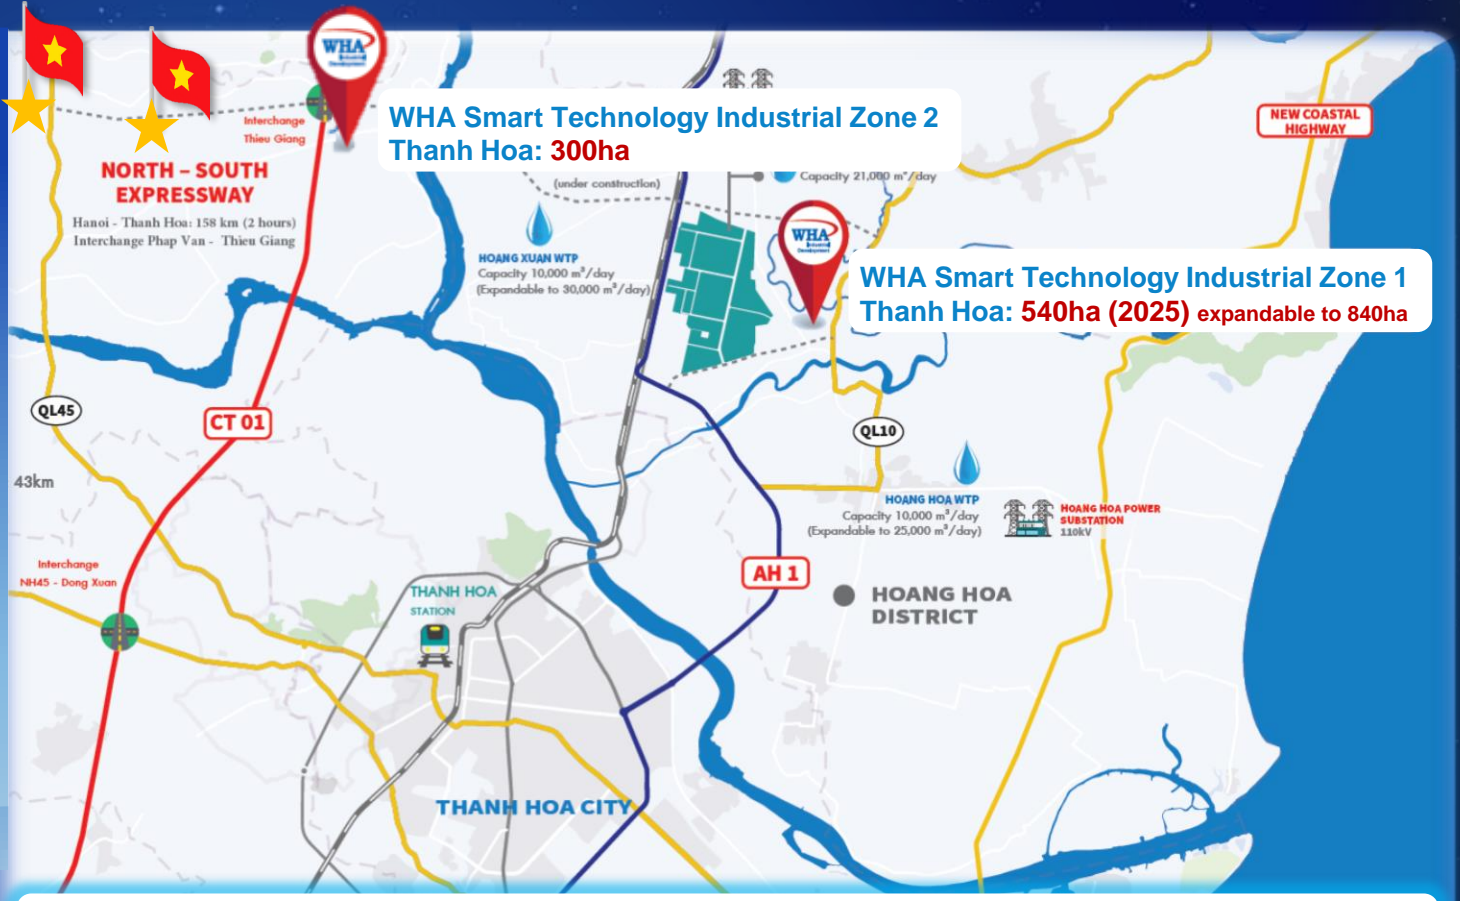 WHA
Industrial
Development
WHA Smart Technology Industrial Zone 2
Thanh Hoa: 300ha
Interchange
Thieu Giang
NORTH – SOUTH
EXPRESSWAY
Hanoi - Thanh Hoa: 158 km (2 hours)
Interchange Phap Van - Thieu Giang
NEW COASTAL
HIGHWAY
(under construction)
Capacity 21,000 m³/day
HOANG XUAN WTP
Capacity 10,000 m³/day
(Expandable to 30,000 m³/day)
WHA
Industrial
Development
WHA Smart Technology Industrial Zone 1
Thanh Hoa: 540ha (2025) expandable to 840ha
QL45
CT 01
QL10
43km
HOANG HOA WTP
Capacity 10,000 m³/day
(Expandable to 25,000 m³/day)
HOANG HOA POWER
SUBSTATION
110kV
Interchange
NH45 - Dong Xuan
AH 1
THANH HOA
STATION
HOANG HOA
DISTRICT
THANH HOA CITY